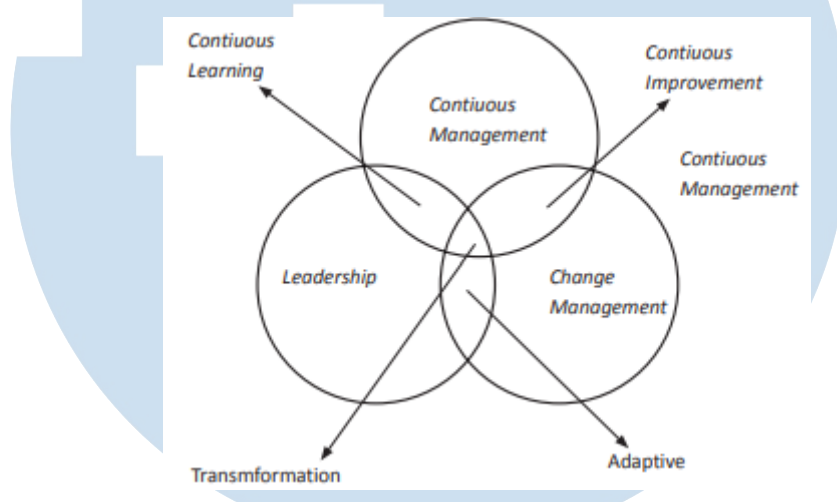 Contiuous
Learning
Contiuous
Improvement
Contiuous
Management
Contiuous
Management
Leadership
Change
Management
Transmformation
Adaptive